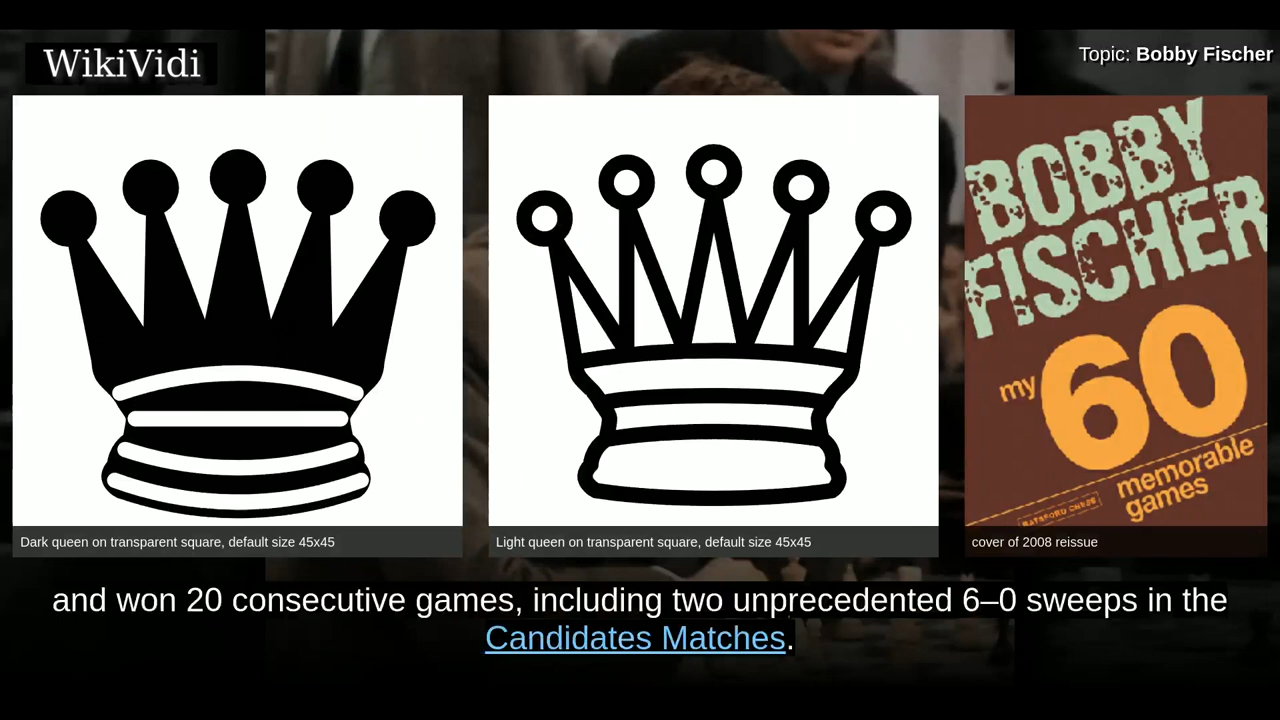 WikiVidi
Topic: Bobby Fischer
BOBBY
FISCHER
my 60
memorable
games
BATSFORD CHESS
Dark queen on transparent square, default size 45x45
Light queen on transparent square, default size 45x45
cover of 2008 reissue
and won 20 consecutive games, including two unprecedented 6–0 sweeps in the
Candidates Matches.